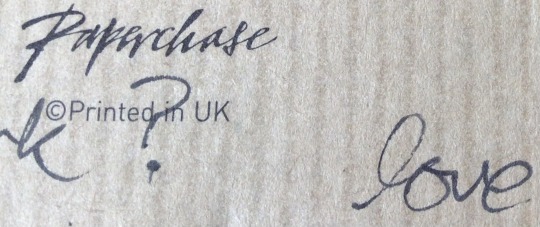 Paperchase
©Printed in UK
k ?
love